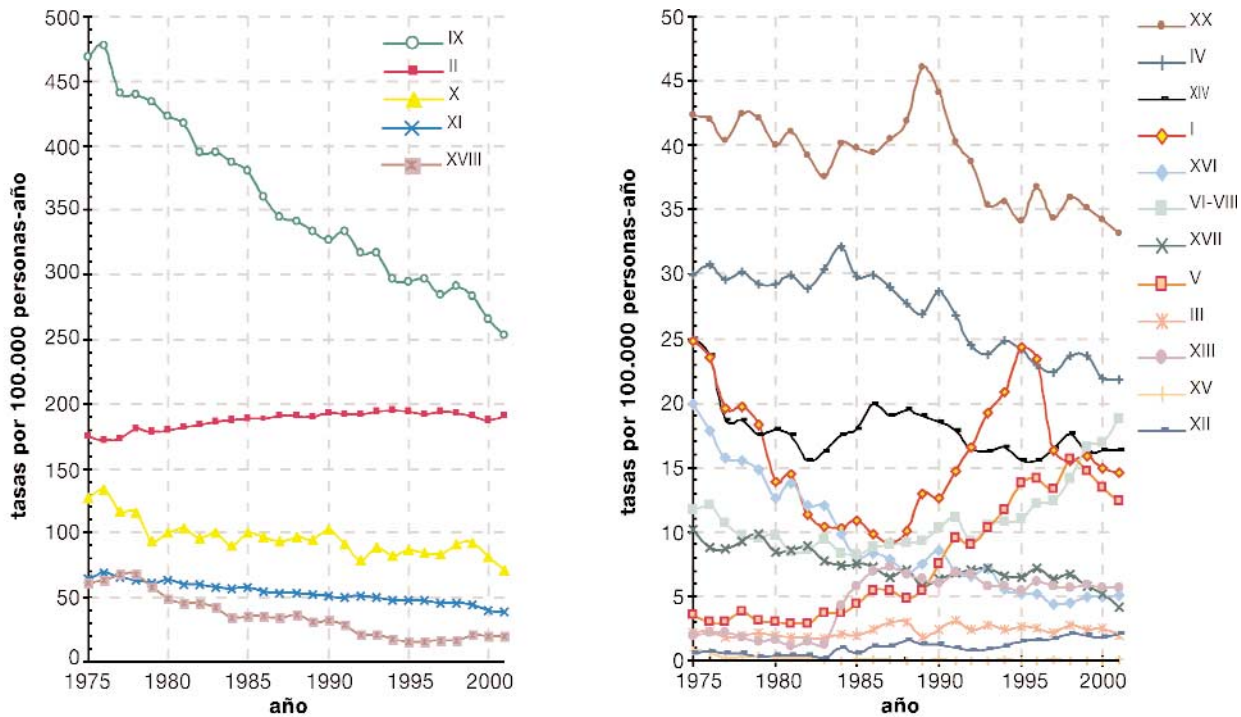 500
450
400
350
300
250
200
150
100
50
0
tasas por 100.000 personas-año
1975 1980 1985 1990 1995 2000
año
IX
II
X
XI
XVIII
50
45
40
35
30
25
20
15
10
5
0
tasas por 100.000 personas-año
1975 1980 1985 1990 1995 2000
año
XX
IV
XIV
I
XVI
VI-VIII
XVII
V
III
XIII
XV
XII